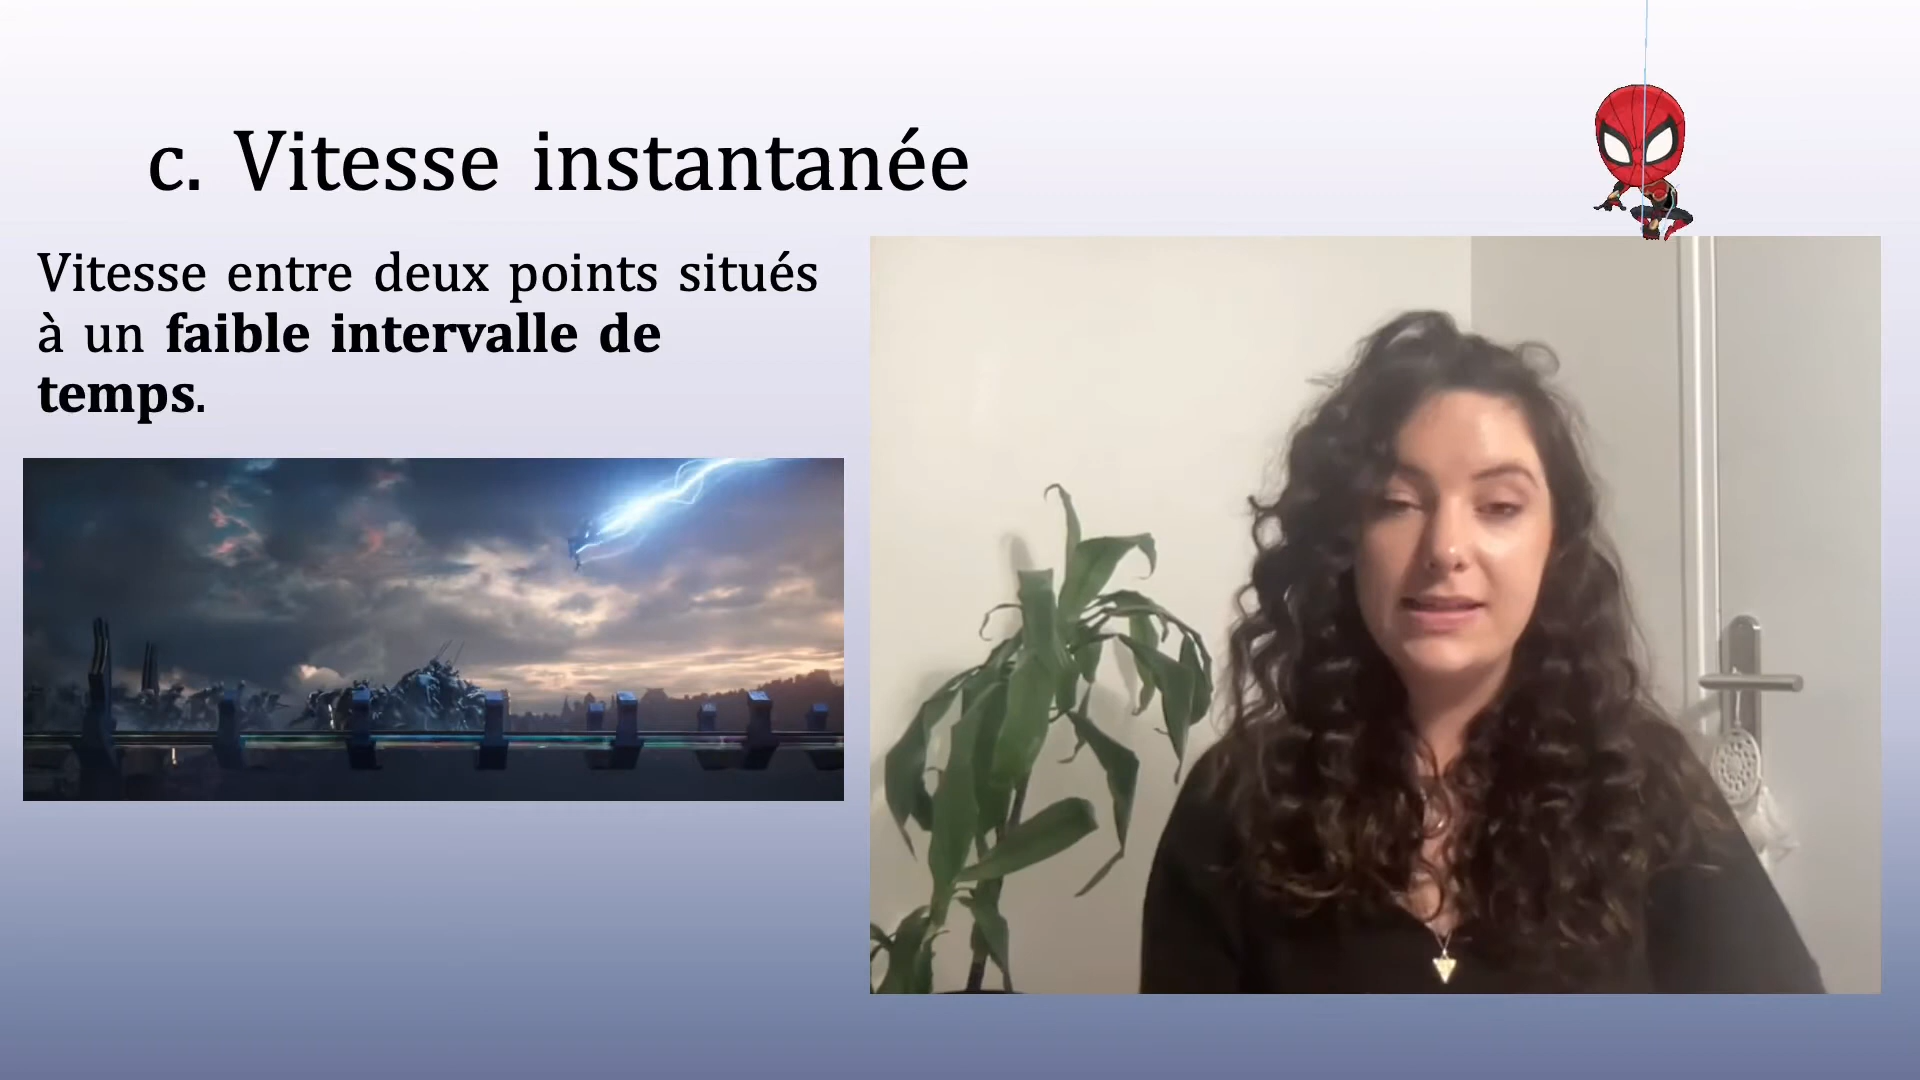 c. Vitesse instantanée
Vitesse entre deux points situés
à un faible intervalle de
temps.